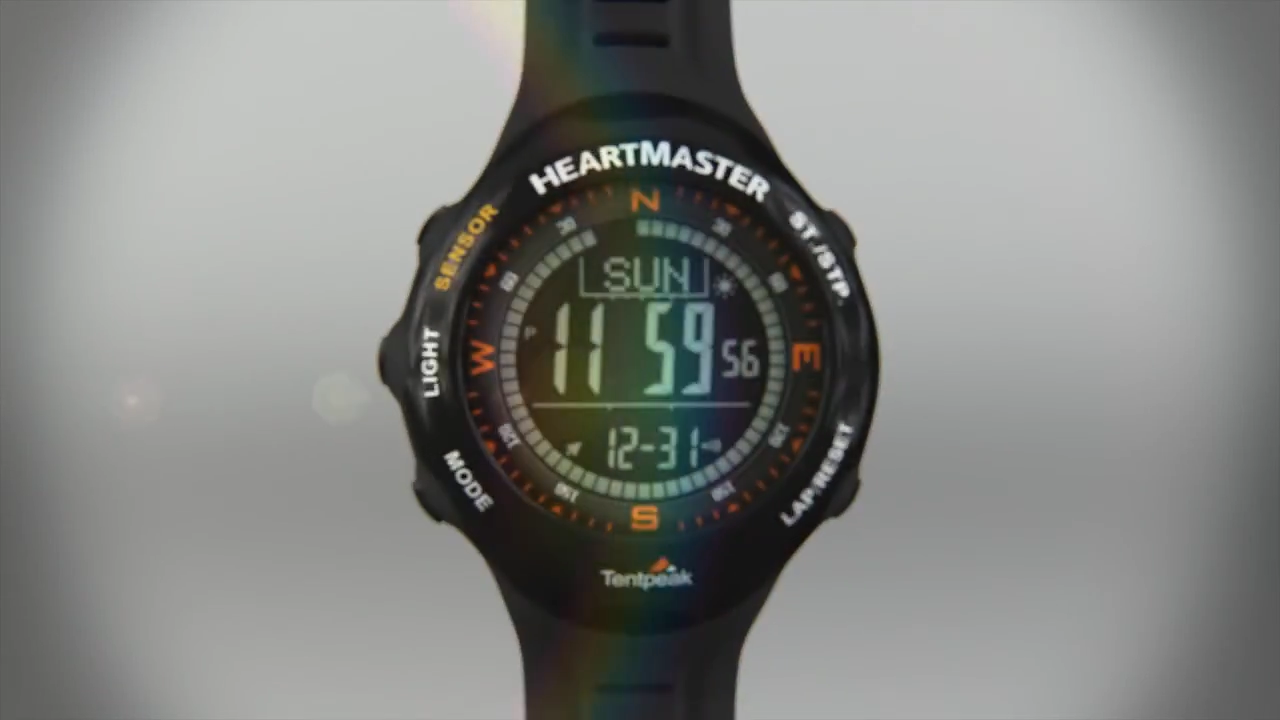 HEARTMASTER
SENSOR
ST./STP.
N
SUN
P
11 59 56
LIGHT
W
E
12-31
MODE
LAP/RESET
S
Tentpeak